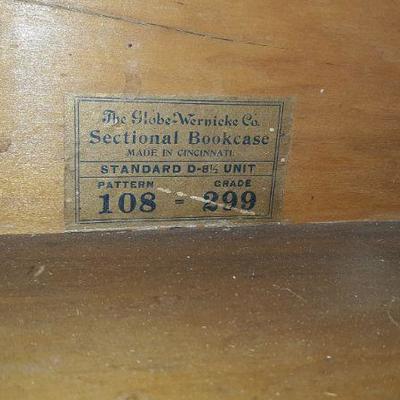 The Globe-Wernicke Co.
Sectional Bookcase
MADE IN CINCINNATI.
STANDARD D-8½ UNIT
PATTERN GRADE
108 = 299